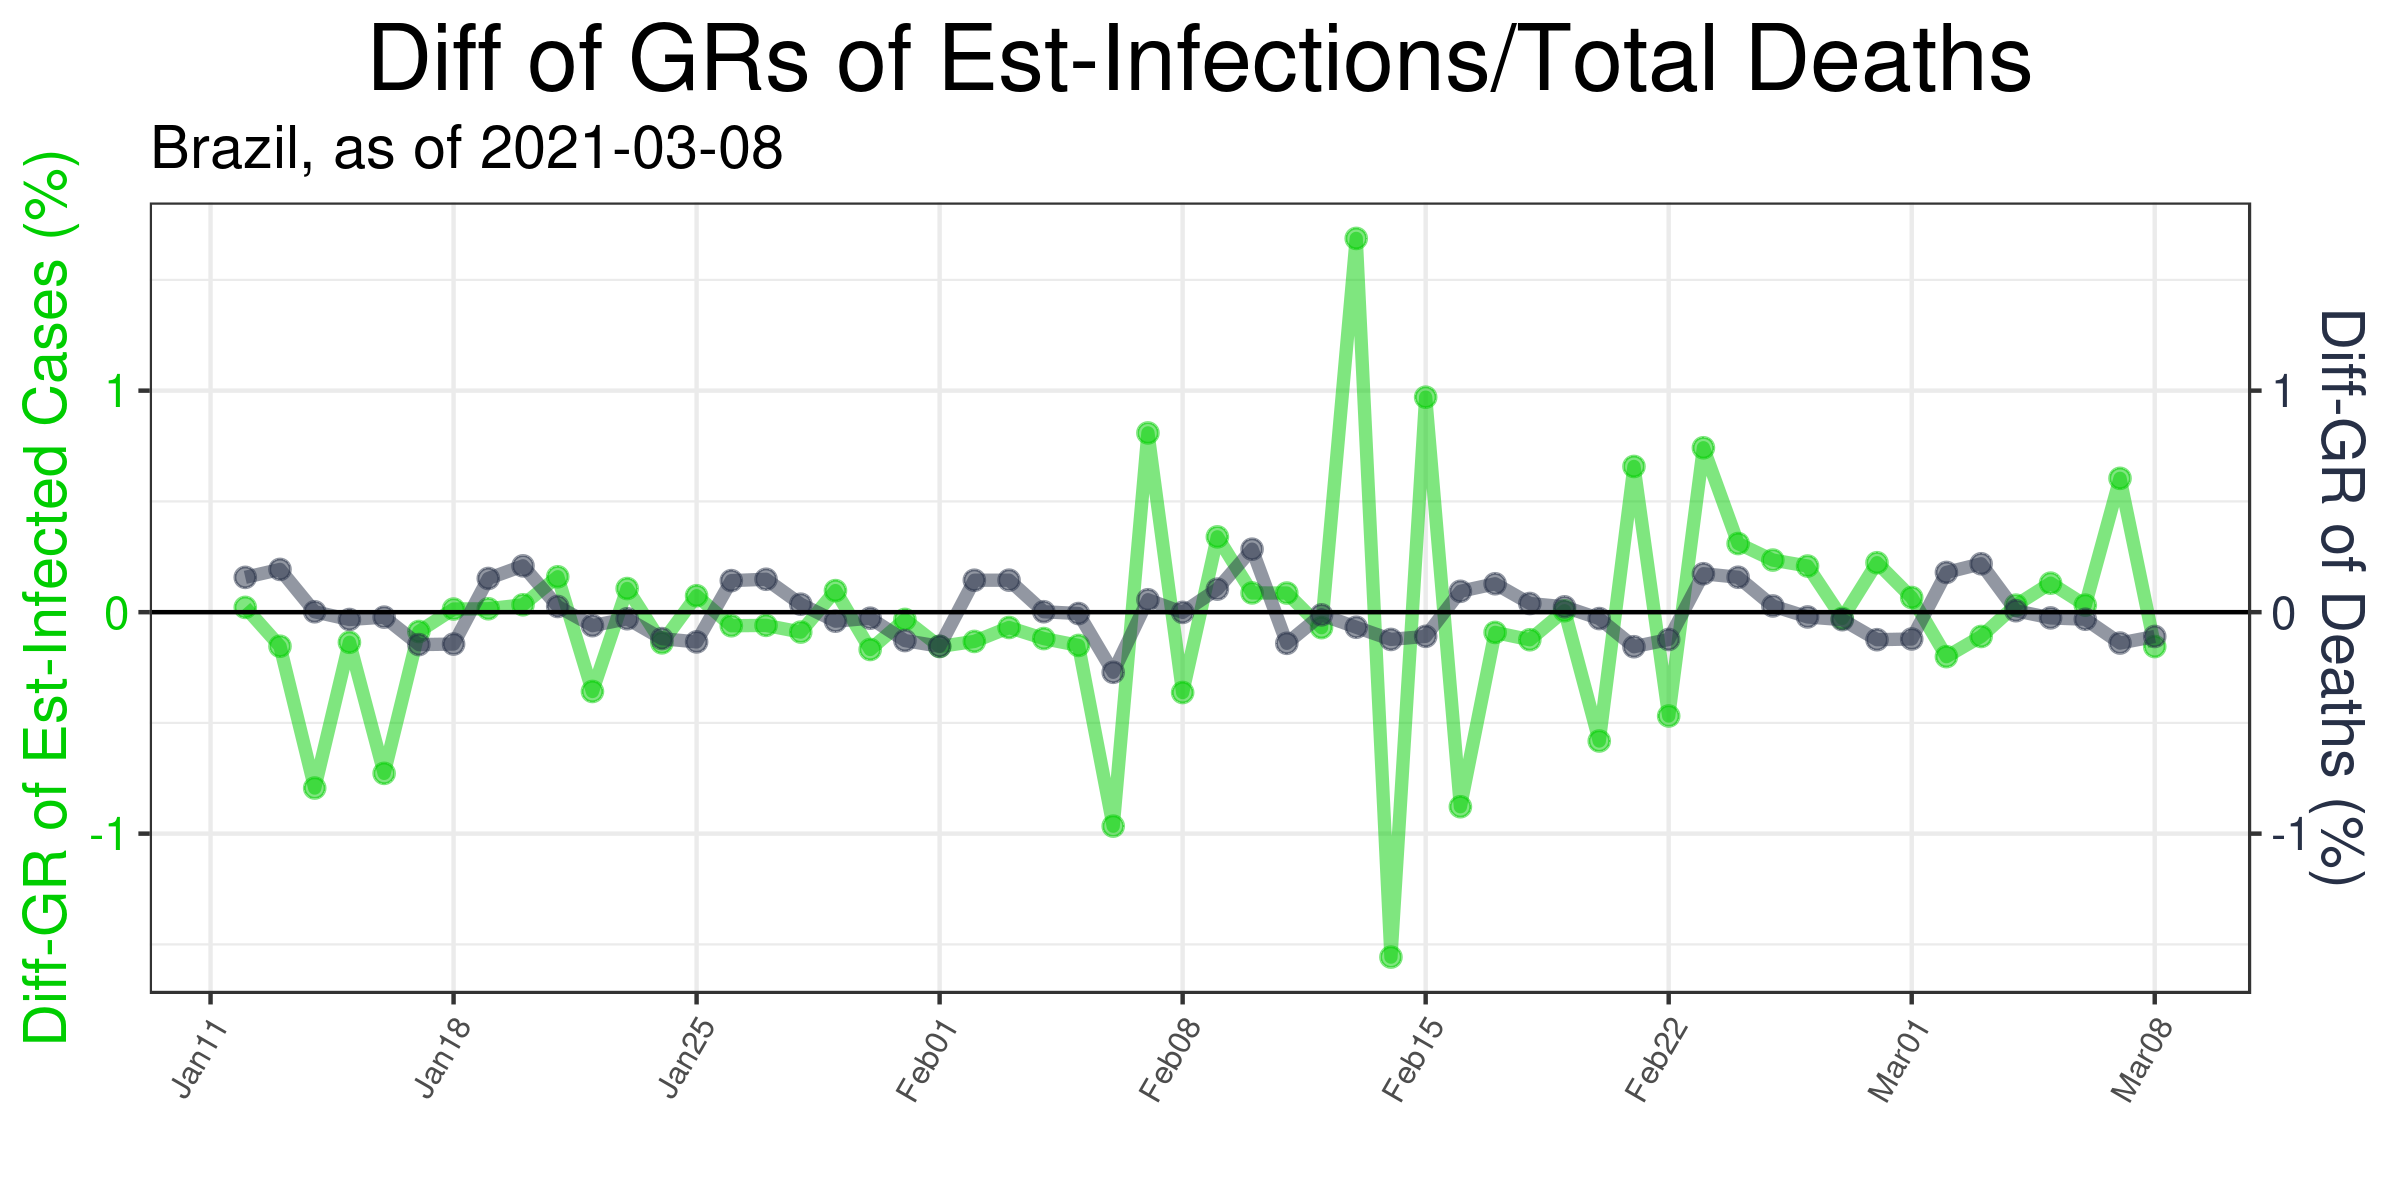 Diff of GRs of Est-Infections/Total Deaths
Brazil, as of 2021-03-08
Diff-GR of Est-Infected Cases (%)
1
0
-1
1
0
-1
Diff-GR of Deaths (%)
Jan11
Jan18
Jan25
Feb01
Feb08
Feb15
Feb22
Mar01
Mar08